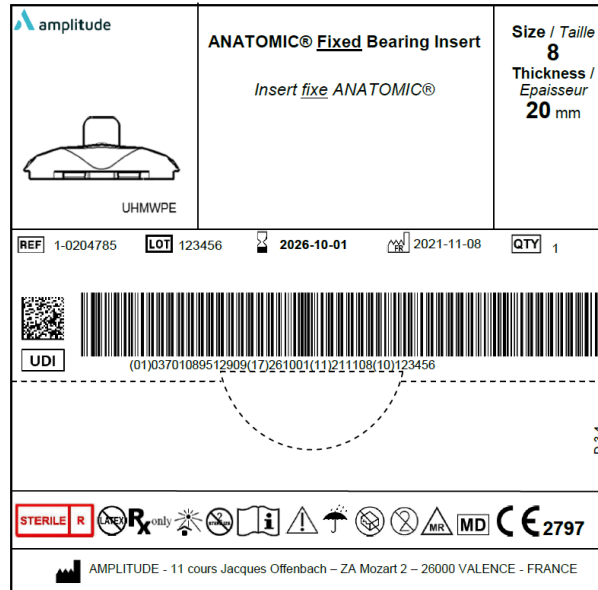 amplitude
ANATOMIC® Fixed Bearing Insert
Insert fixe ANATOMIC®
Size / Taille
8
Thickness /
Epaisseur
20 mm
UHMWPE
REF 1-0204785 LOT 123456 2026-10-01 FR 2021-11-08 QTY 1
UDI
(01)03701089512909(17)261001(11)211108(10)123456
STERILE R LATEX Rx only i MR MD CE 2797
AMPLITUDE - 11 cours Jacques Offenbach – ZA Mozart 2 – 26000 VALENCE - FRANCE